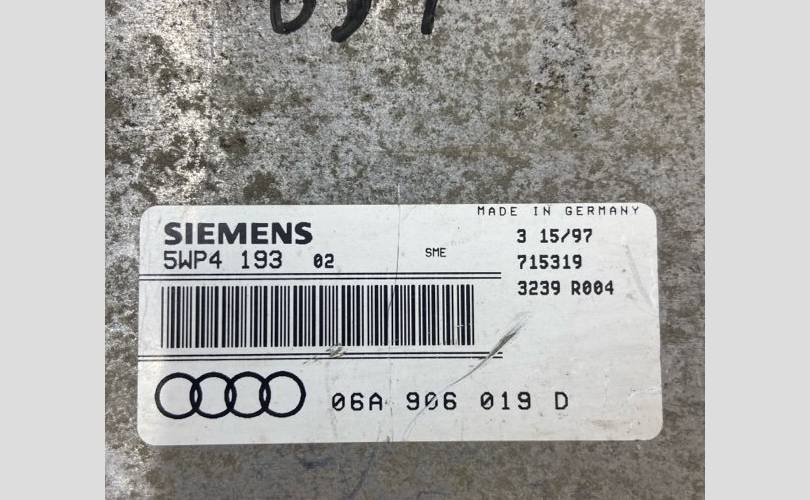 MADE IN GERMANY
SIEMENS
3 15/97
5WP4 193 02
SME
715319
3239 R004
06A 906 019 D